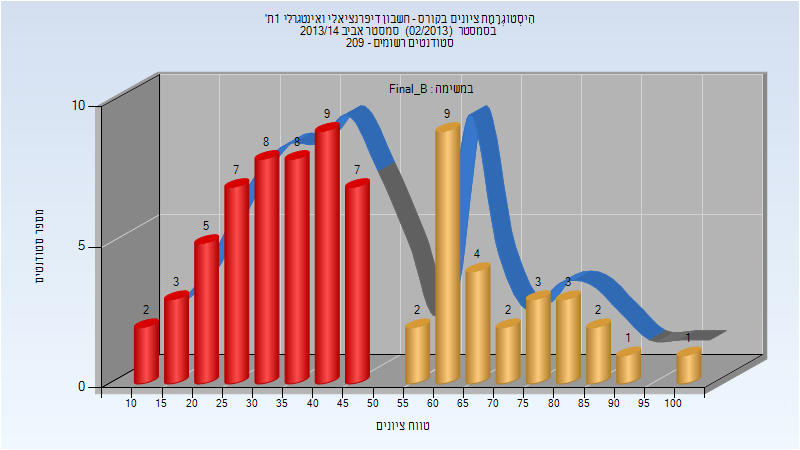 הִיסְטוֹגְרָמַת ציונים בקורס - חשבון דיפרנציאלי ואינטגרלי 1ת'
בסמסטר (02/2013) סמסטר אביב 2013/14
סטודנטים רשומים - 209
במשימה : Final_B
מספר סטודנטים
10
5
0
2
3
5
7
8
8
9
7
2
9
4
2
3
3
2
1
1
10 15 20 25 30 35 40 45 50 55 60 65 70 75 80 85 90 95 100
טווח ציונים